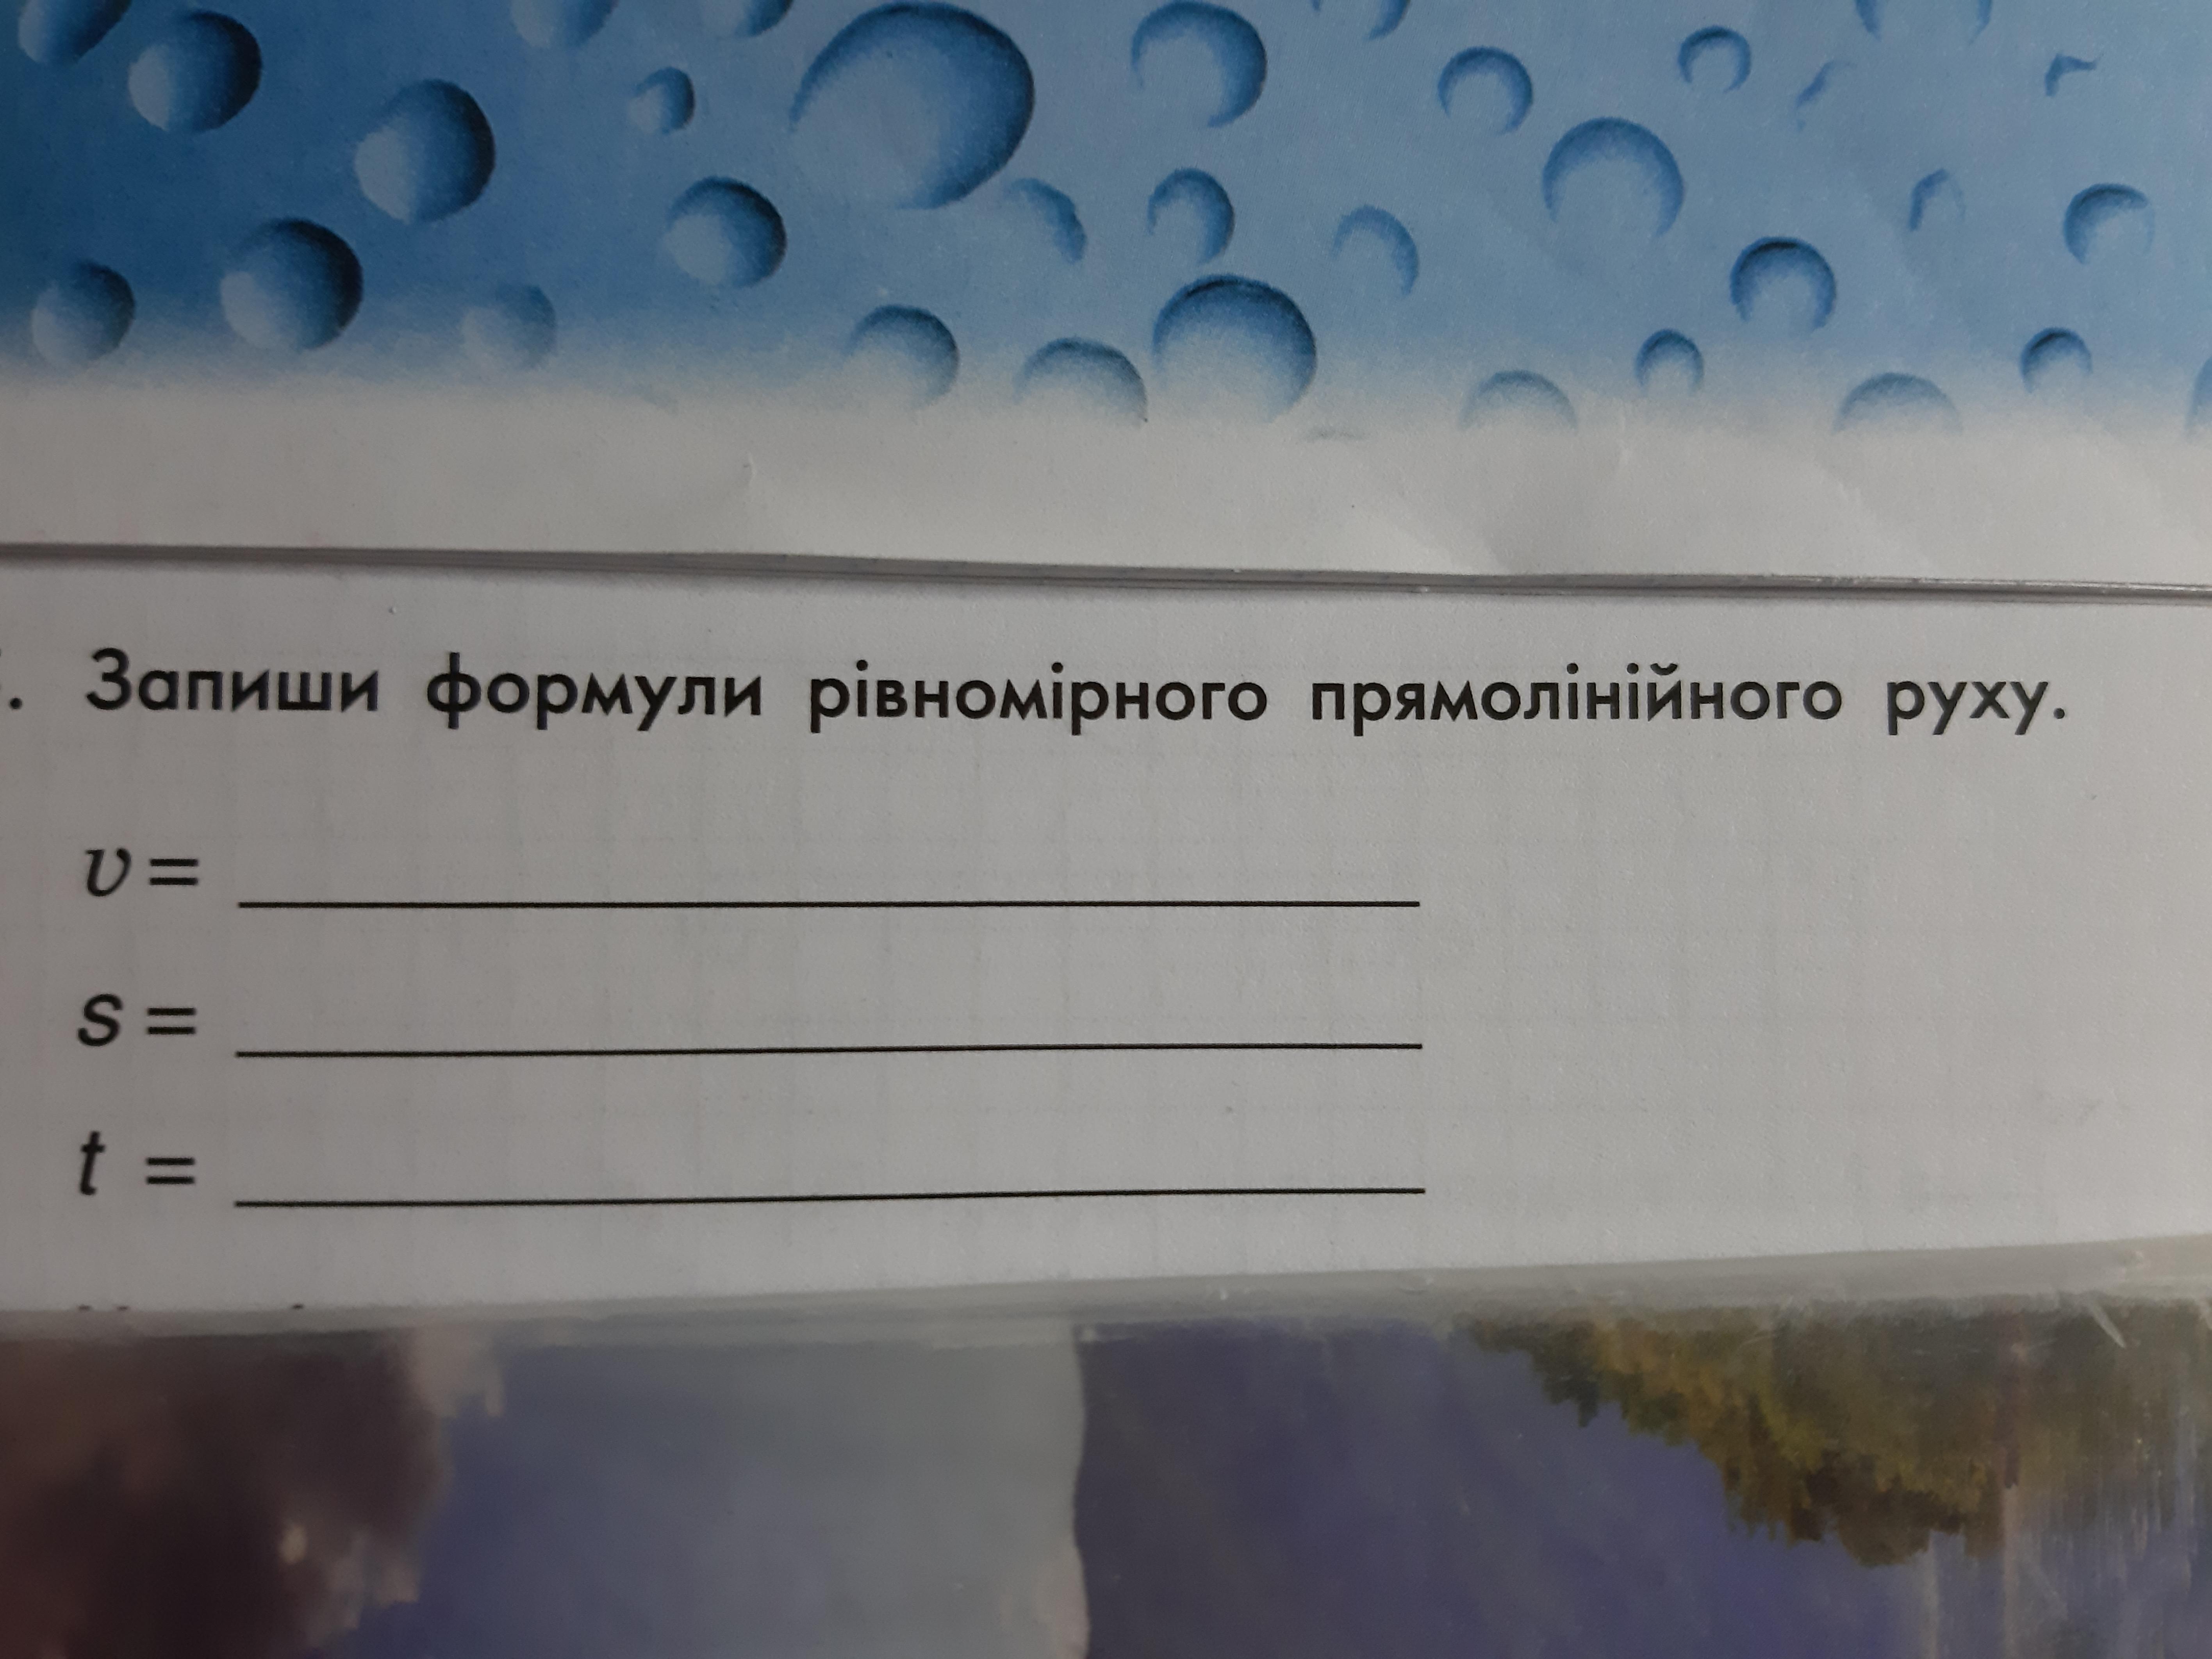 . Запиши формули рівномірного прямолінійного руху.
v =
s =
t =